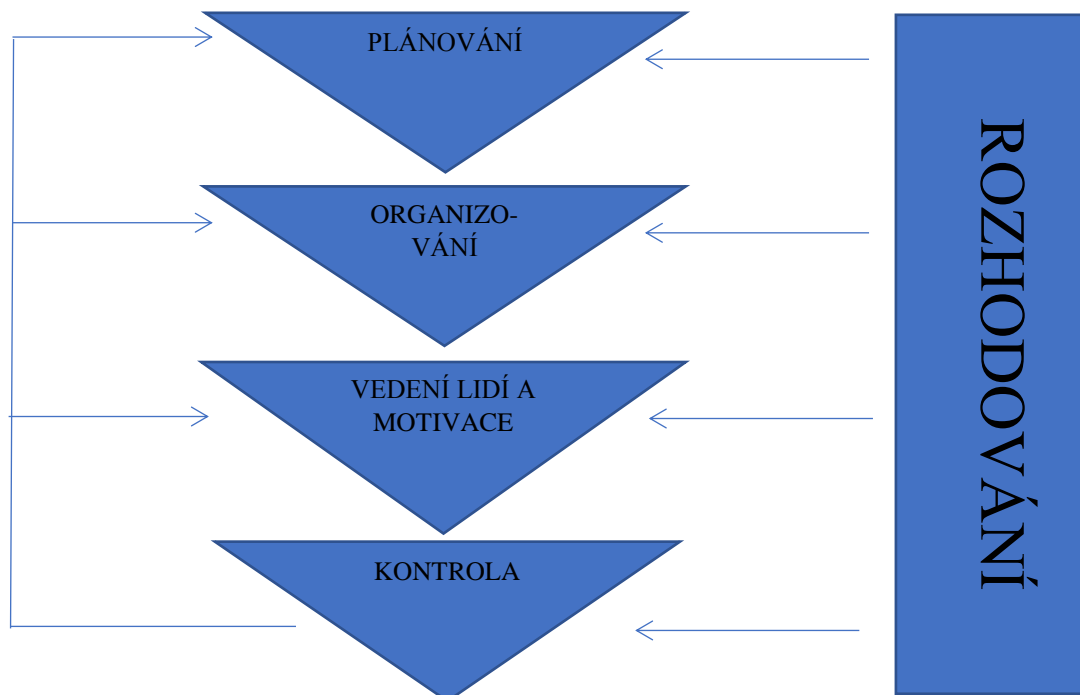 PLÁNOVÁNÍ
ORGANIZO-
VÁNÍ
VEDENÍ LIDÍ A
MOTIVACE
KONTROLA
ROZHODOVÁNÍ